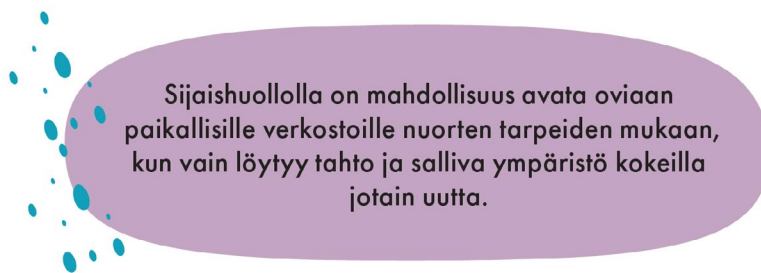 Sijaishuollolla on mahdollisuus avata oviaan
paikallisille verkostoille nuorten tarpeiden mukaan,
kun vain löytyy tahto ja salliva ympäristö kokeilla
jotain uutta.